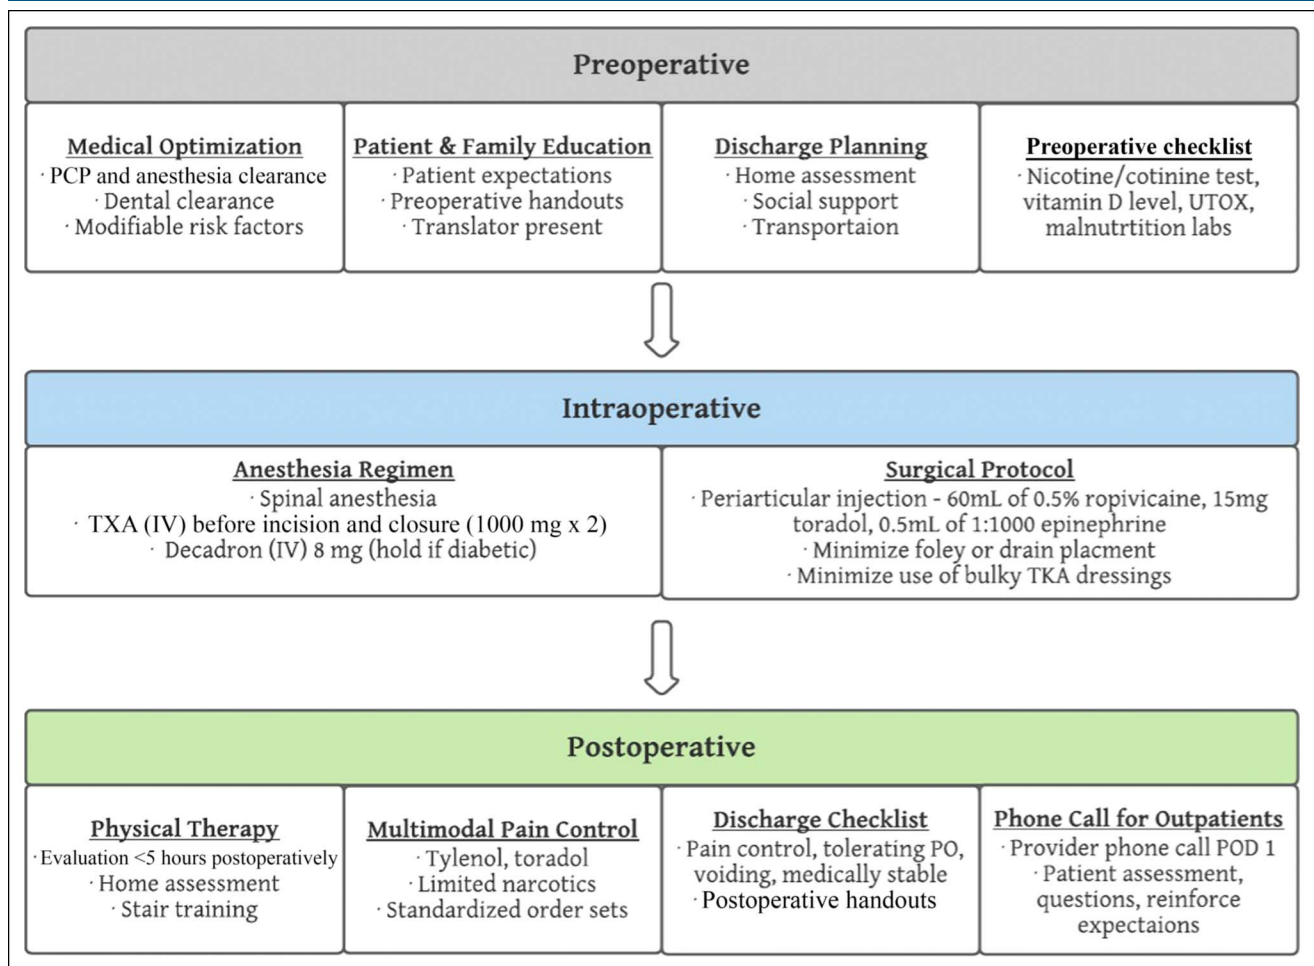 Preoperative
Medical Optimization
· PCP and anesthesia clearance
· Dental clearance
· Modifiable risk factors
Patient & Family Education
· Patient expectations
· Preoperative handouts
· Translator present
Discharge Planning
· Home assessment
· Social support
· Transportaion
Preoperative checklist
· Nicotine/cotinine test,
vitamin D level, UTOX,
malnutrtition labs
Intraoperative
Anesthesia Regimen
· Spinal anesthesia
· TXA (IV) before incision and closure (1000 mg x 2)
· Decadron (IV) 8 mg (hold if diabetic)
Surgical Protocol
· Periarticular injection - 60mL of 0.5% ropivicaine, 15mg
toradol, 0.5mL of 1:1000 epinephrine
· Minimize foley or drain placment
· Minimize use of bulky TKA dressings
Postoperative
Physical Therapy
· Evaluation <5 hours postoperatively
· Home assessment
· Stair training
Multimodal Pain Control
· Tylenol, toradol
· Limited narcotics
· Standardized order sets
Discharge Checklist
· Pain control, tolerating PO,
voiding, medically stable
· Postoperative handouts
Phone Call for Outpatients
· Provider phone call POD 1
· Patient assessment,
questions, reinforce
expectaions